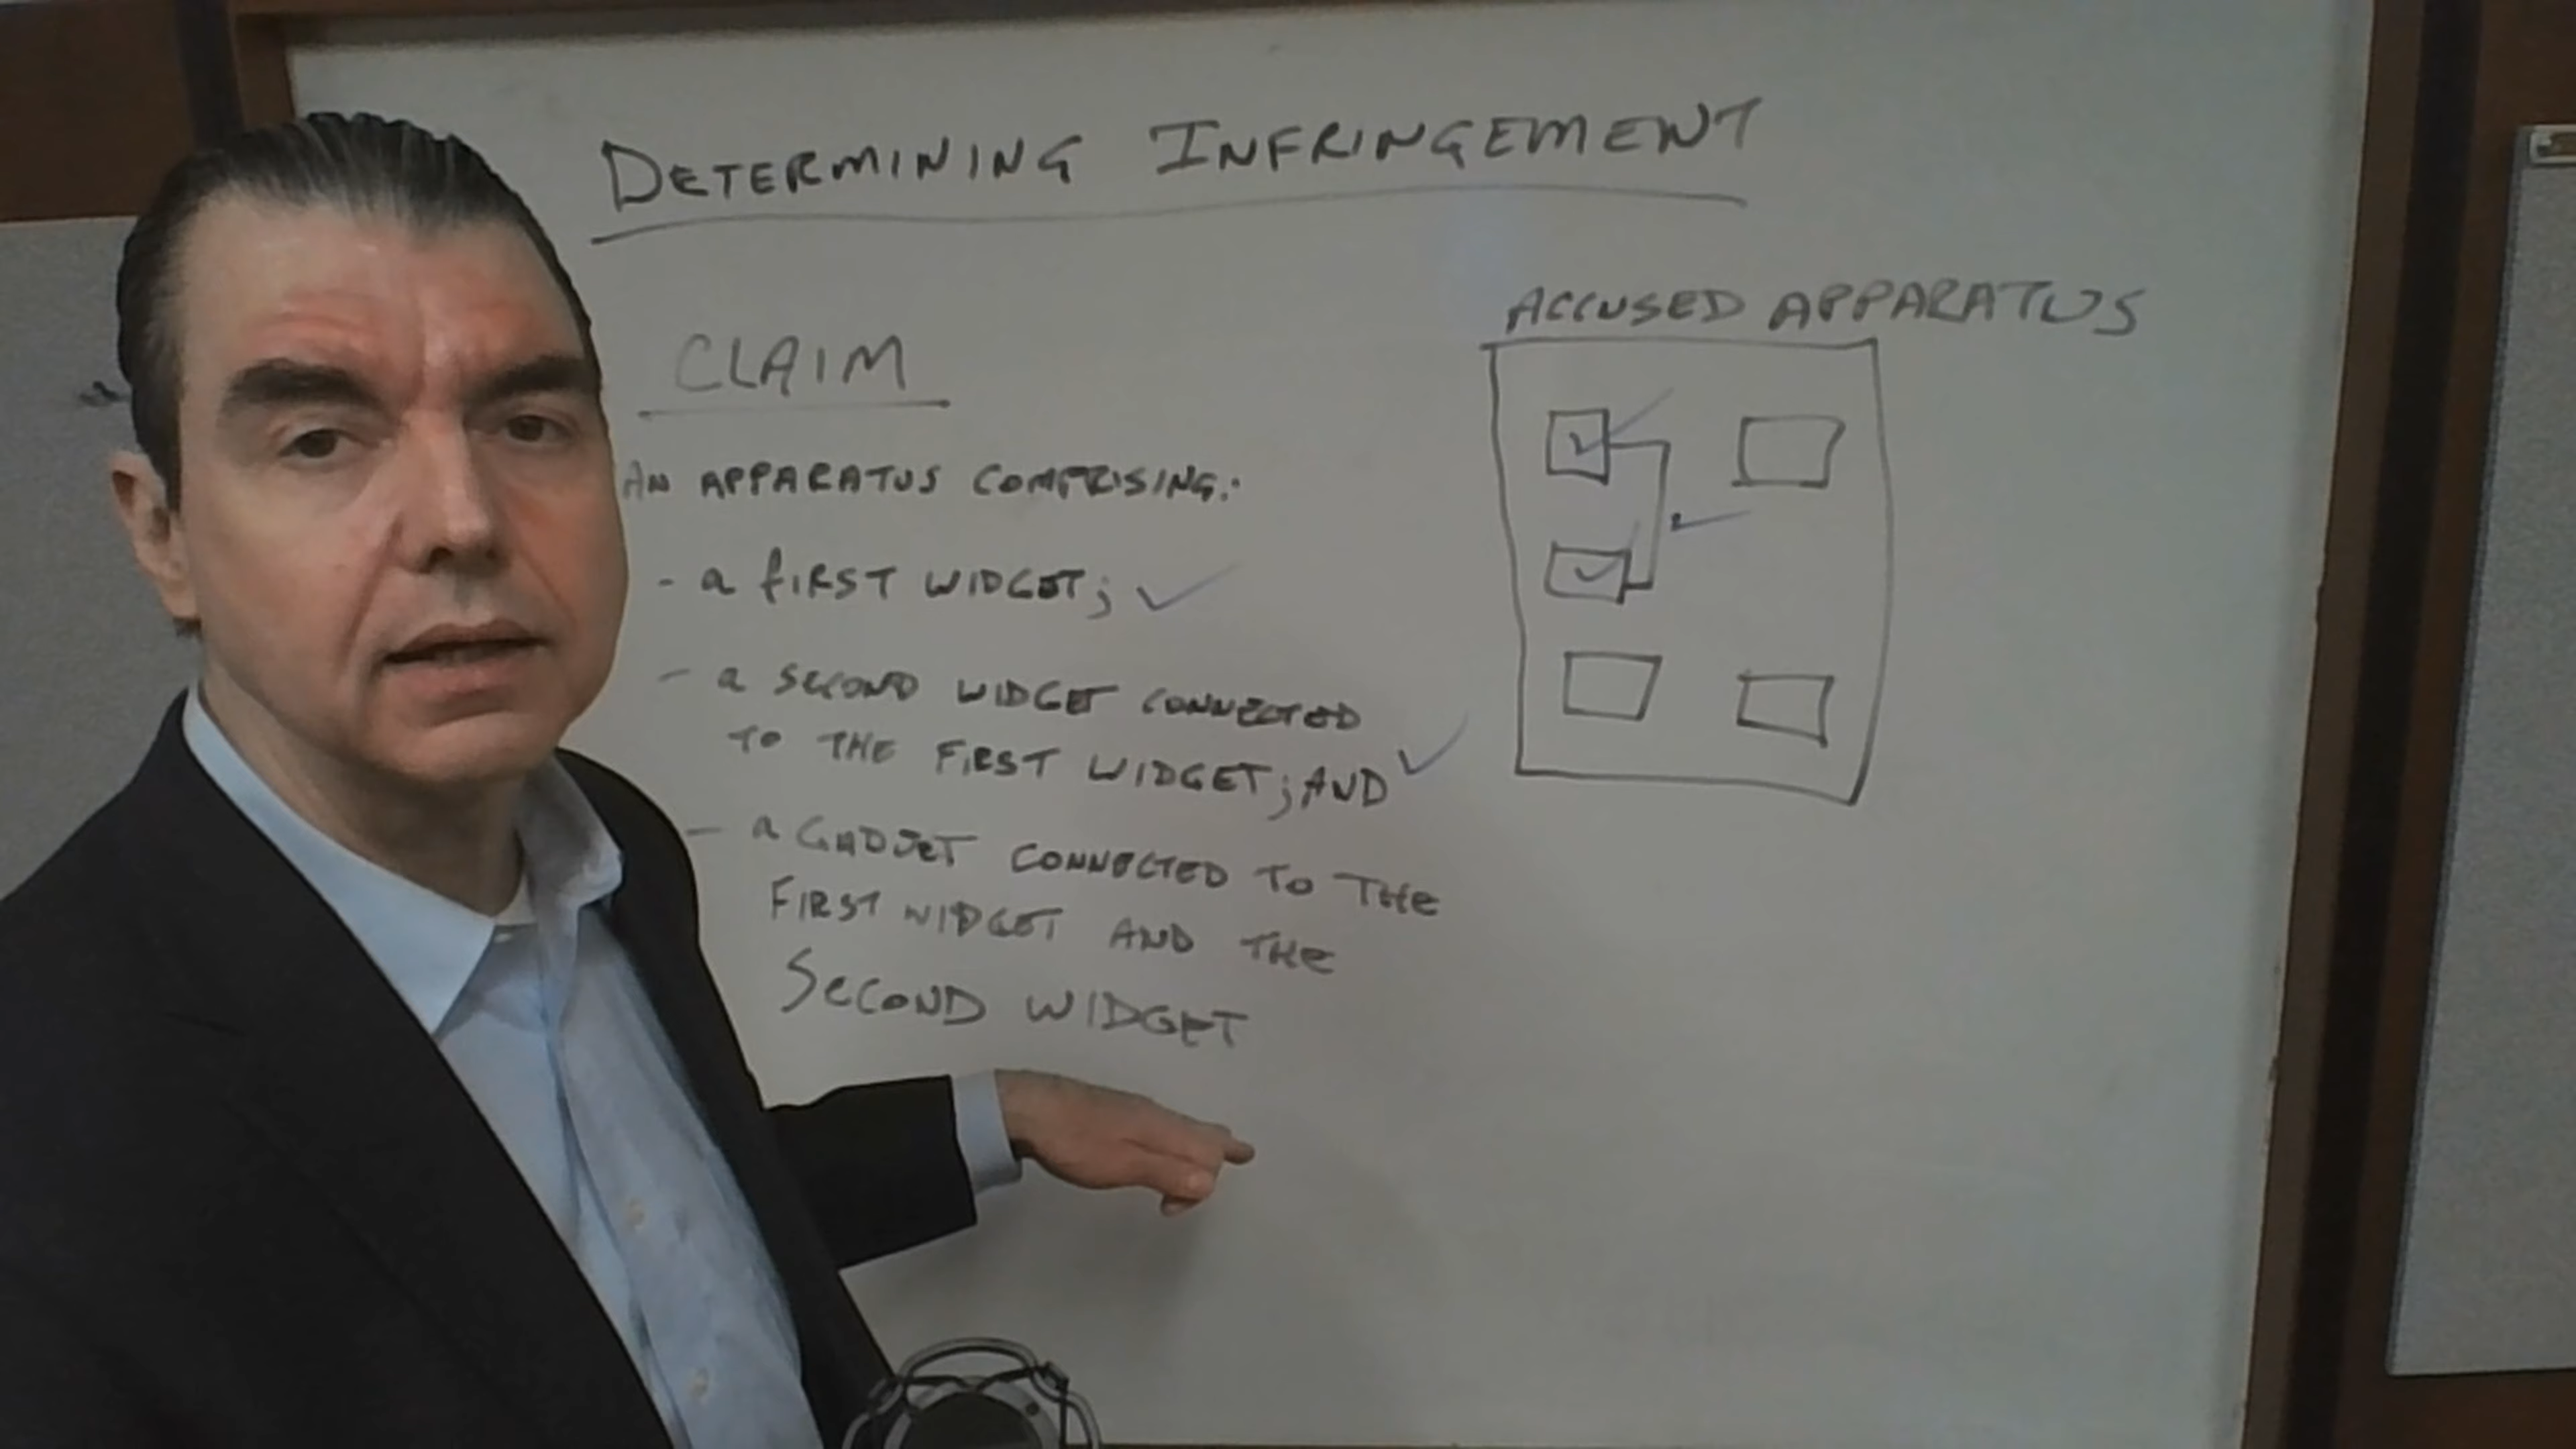 DETERMINING INFRINGEMENT
CLAIM
AN APPARATUS COMPRISING:
- a FIRST WIDGET;
- a SECOND WIDGET CONNECTED
TO THE FIRST WIDGET; AND
- a GADJET CONNECTED TO THE
FIRST WIDGET AND THE
SECOND WIDGET
ACCUSED APPARATUS